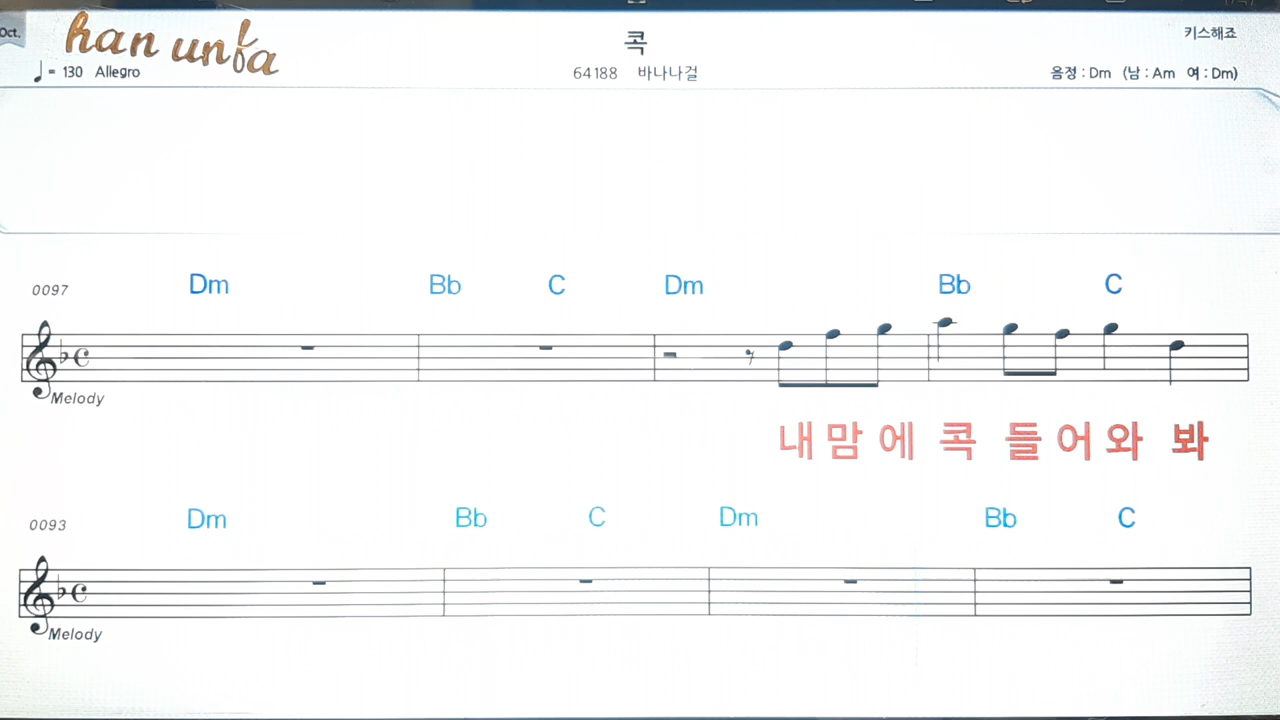 Oct.
han unfa
콕
키스해죠
♩= 130 Allegro
64188 바나나걸
음정 : Dm (남 : Am 여 : Dm)
0097
Dm Bb C Dm Bb C
Melody
내 맘 에 콕 들 어 와 봐
0093
Dm Bb C Dm Bb C
Melody